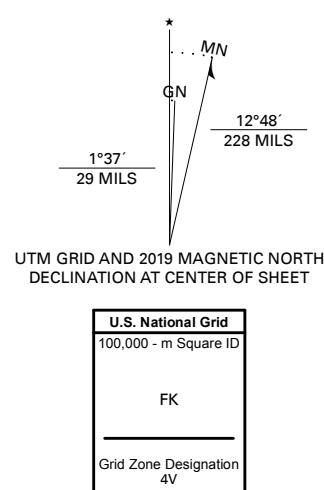 ★
MN
GN
12°48´
228 MILS
1°37´
29 MILS
UTM GRID AND 2019 MAGNETIC NORTH
DECLINATION AT CENTER OF SHEET
U.S. National Grid
100,000 - m Square ID
FK
Grid Zone Designation
4V